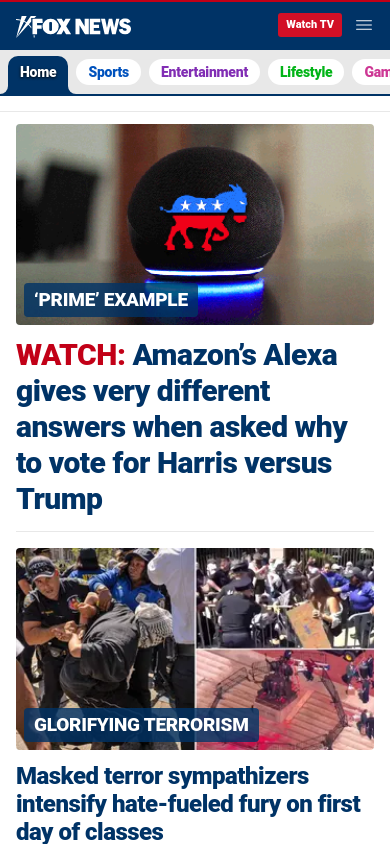 FOX NEWS
Watch TV
Home
Sports
Entertainment
Lifestyle
Gam
‘PRIME’ EXAMPLE
WATCH: Amazon’s Alexa
gives very different
answers when asked why
to vote for Harris versus
Trump
GLORIFYING TERRORISM
Masked terror sympathizers
intensify hate-fueled fury on first
day of classes